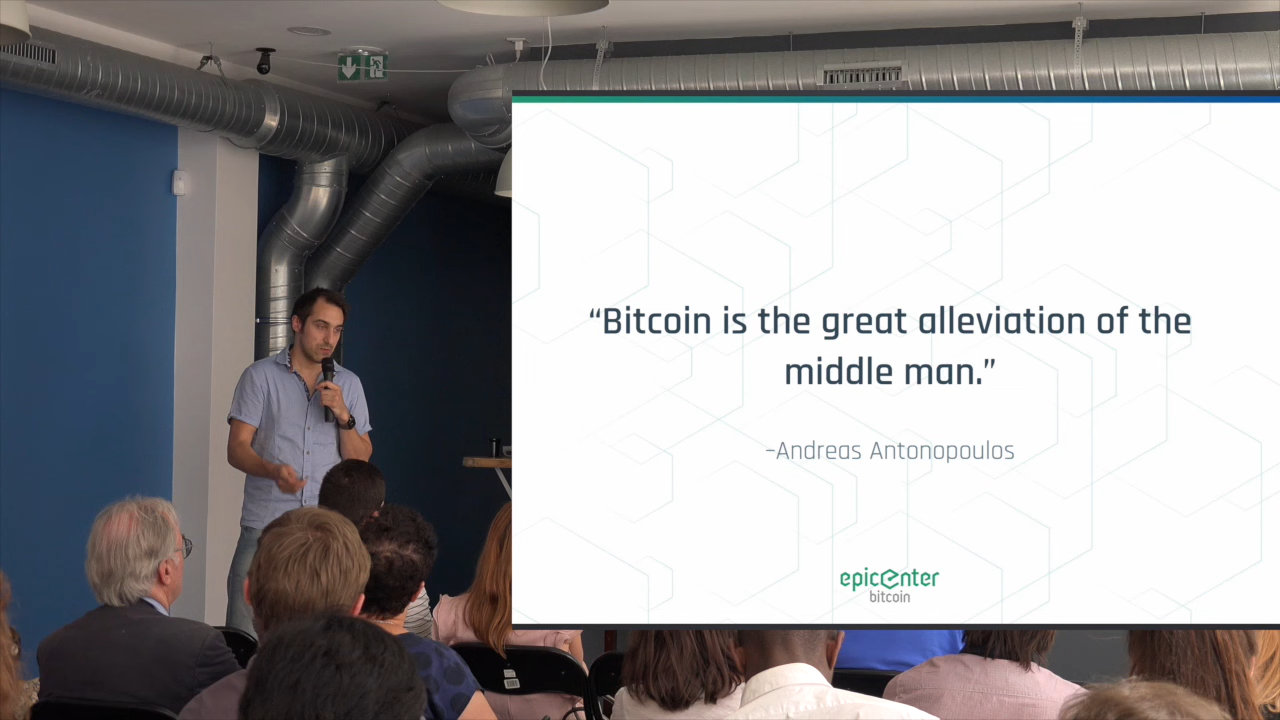 “Bitcoin is the great alleviation of the
middle man.”
–Andreas Antonopoulos
epicenter
bitcoin